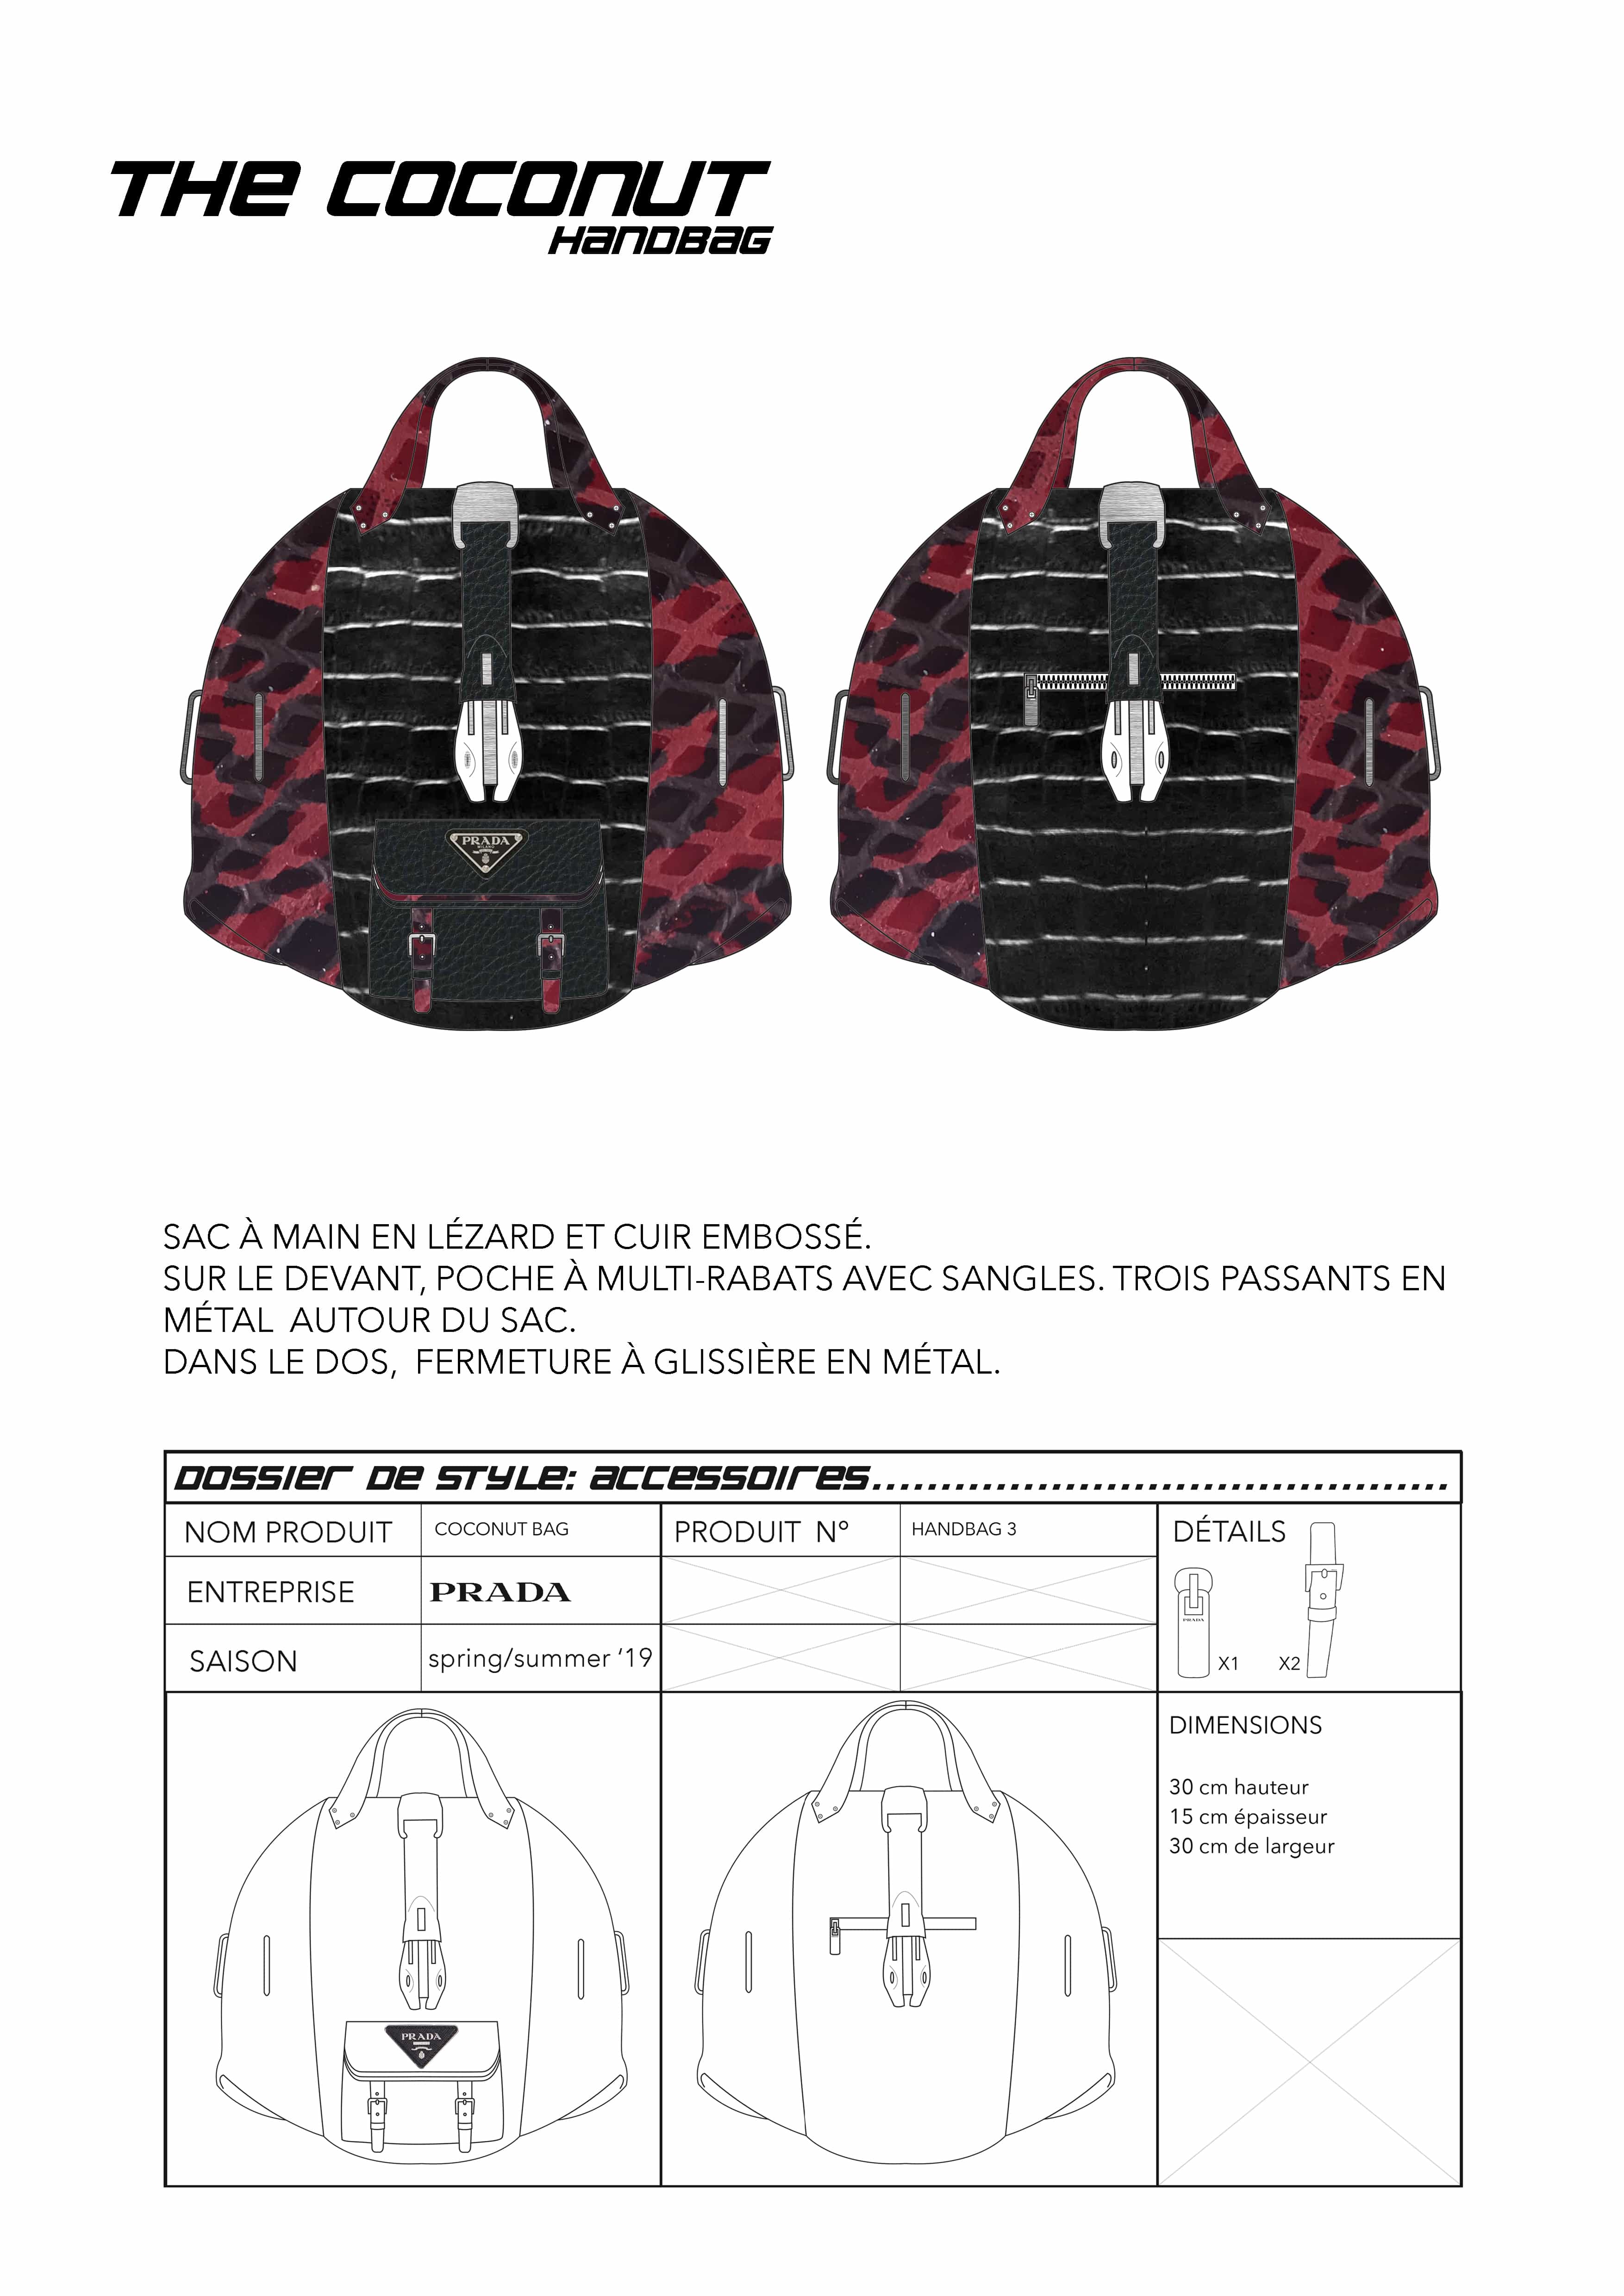 THE COCONUT
HANDBAG
PRADA
MILANO
SAC À MAIN EN LÉZARD ET CUIR EMBOSSÉ.
SUR LE DEVANT, POCHE À MULTI-RABATS AVEC SANGLES. TROIS PASSANTS EN
MÉTAL  AUTOUR DU SAC.
DANS LE DOS,  FERMETURE À GLISSIÈRE EN MÉTAL.
DOSSIER DE STYLE: ACCESSOIRES..........................................
NOM PRODUIT
COCONUT BAG
PRODUIT  N°
HANDBAG 3
DÉTAILS
ENTREPRISE
PRADA
PRADA
SAISON
spring/summer ‘19
X1
X2
DIMENSIONS
30 cm hauteur
15 cm épaisseur
30 cm de largeur
PRADA